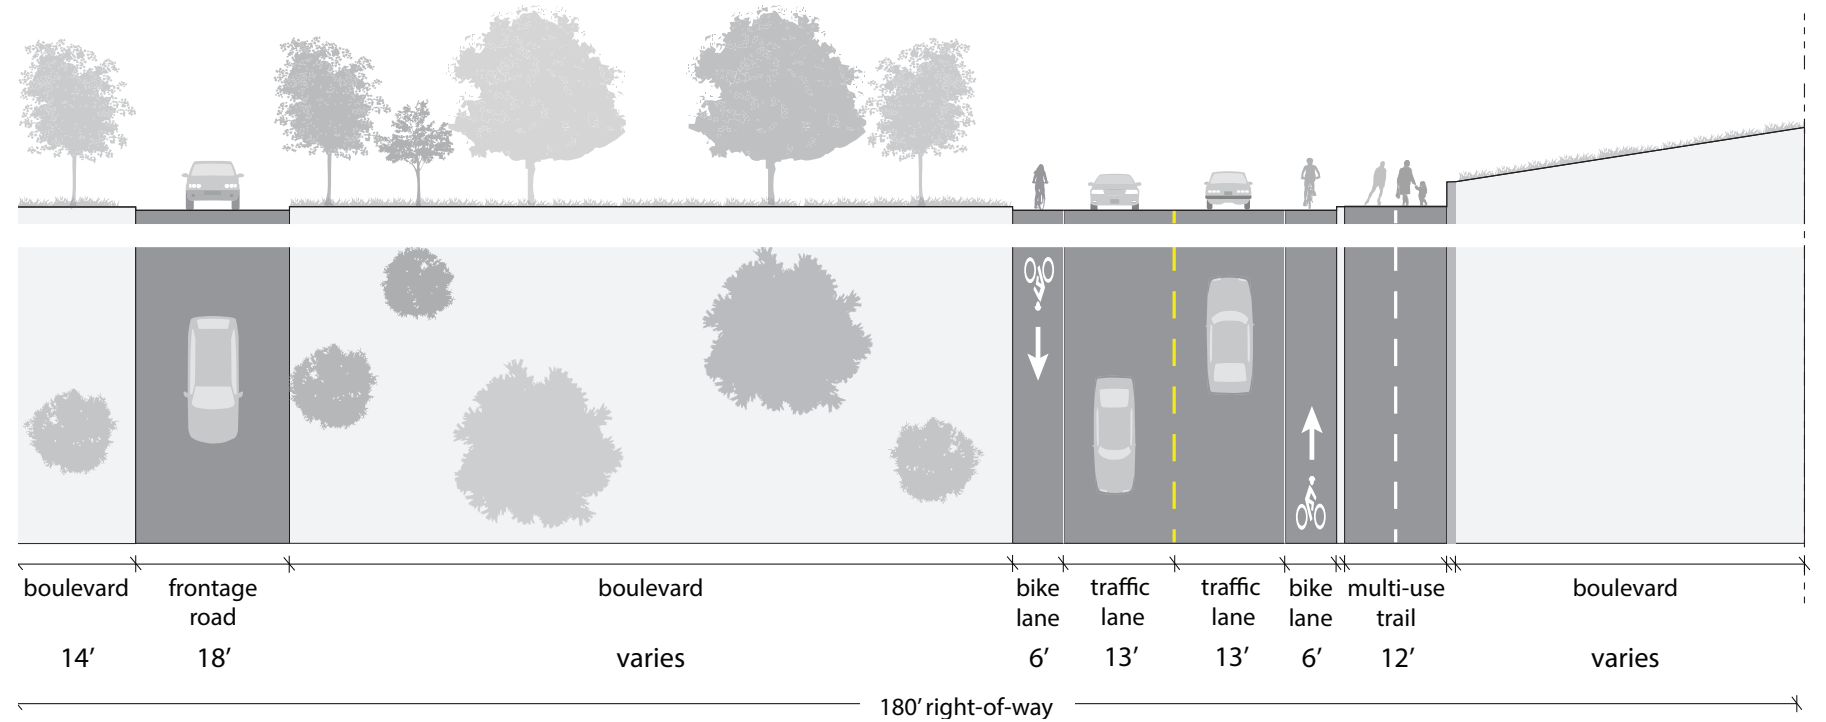 boulevard
frontage
road
boulevard
bike
lane
traffic
lane
traffic
lane
bike
lane
multi-use
trail
boulevard
14’
18’
varies
6’
13’
13’
6’
12’
varies
180’ right-of-way